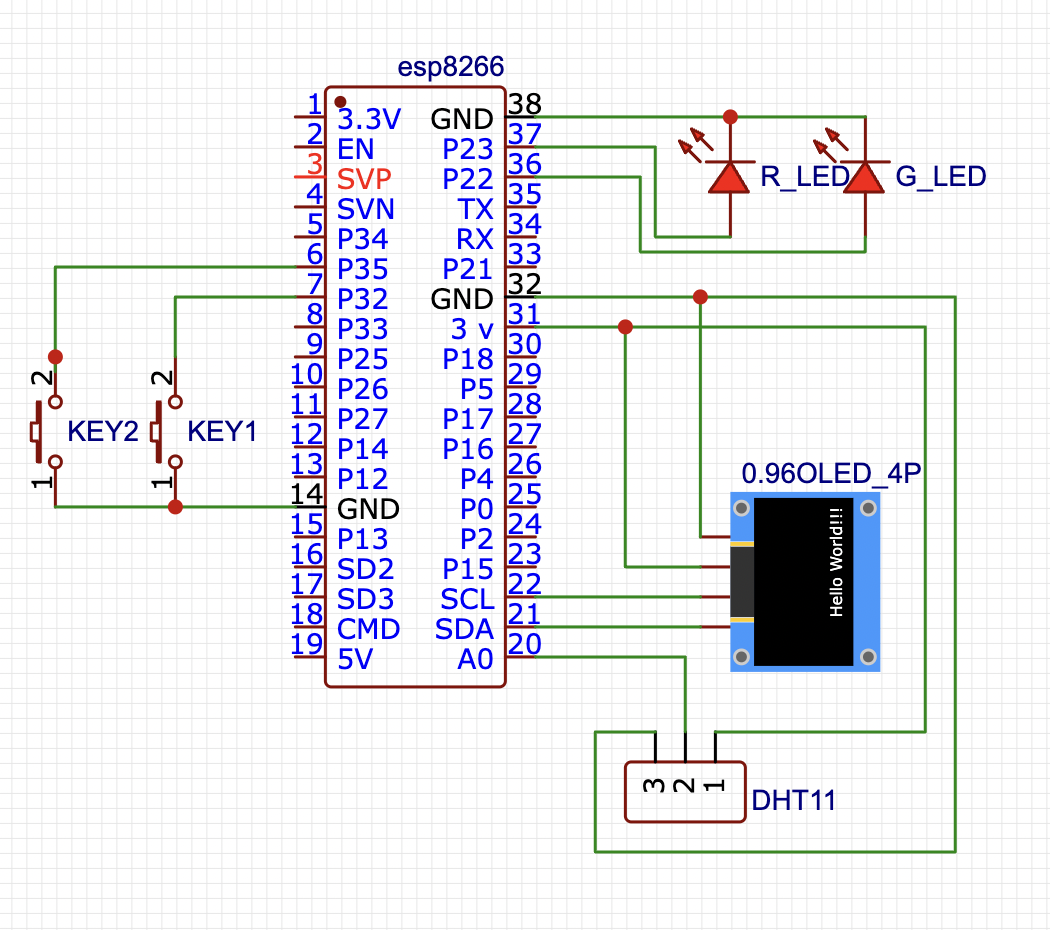 esp8266
1 3.3V GND 38
2 EN P23 37
3 SVP P22 36
4 SVN TX 35
5 P34 RX 34
6 P35 P21 33
7 P32 GND 32
8 P33 3 v 31
9 P25 P18 30
10 P26 P5 29
11 P27 P17 28
12 P14 P16 27
13 P12 P4 26
14 GND P0 25
15 P13 P2 24
16 SD2 P15 23
17 SD3 SCL 22
18 CMD SDA 21
19 5V A0 20
R_LED
G_LED
2
KEY2
1
2
KEY1
1
0.96OLED_4P
Hello World!!!
3 2 1
DHT11